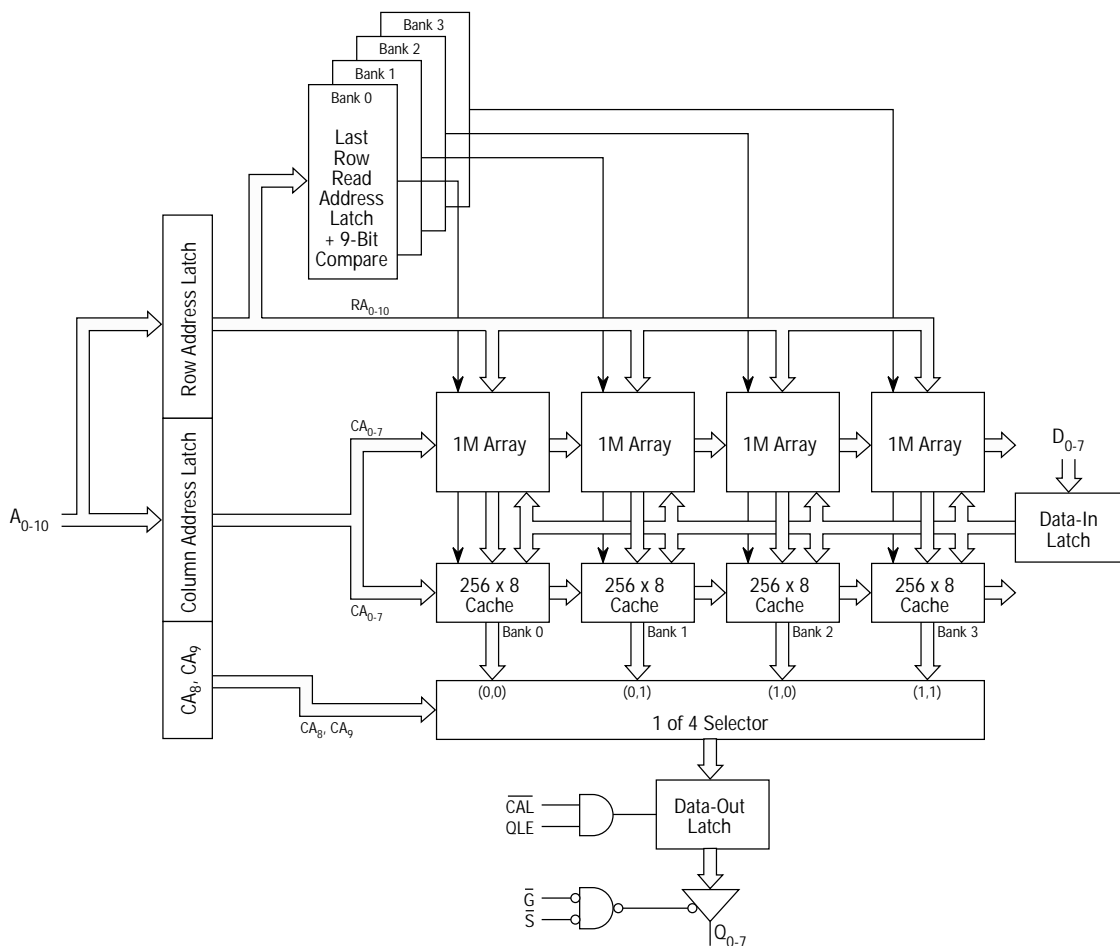 Bank 3
Bank 2
Bank 1
Bank 0
Last
Row
Read
Address
Latch
+ 9-Bit
Compare
Row Address Latch
RA0-10
Column Address Latch
CA0-7
1M Array
1M Array
1M Array
1M Array
D0-7
A0-10
Data-In
Latch
256 x 8
Cache
256 x 8
Cache
256 x 8
Cache
256 x 8
Cache
CA0-7
Bank 0
Bank 1
Bank 2
Bank 3
CA8, CA9
(0,0)
(0,1)
(1,0)
(1,1)
CA8, CA9
1 of 4 Selector
C̅A̅L̅
QLE
Data-Out
Latch
G̅
S̅
Q0-7